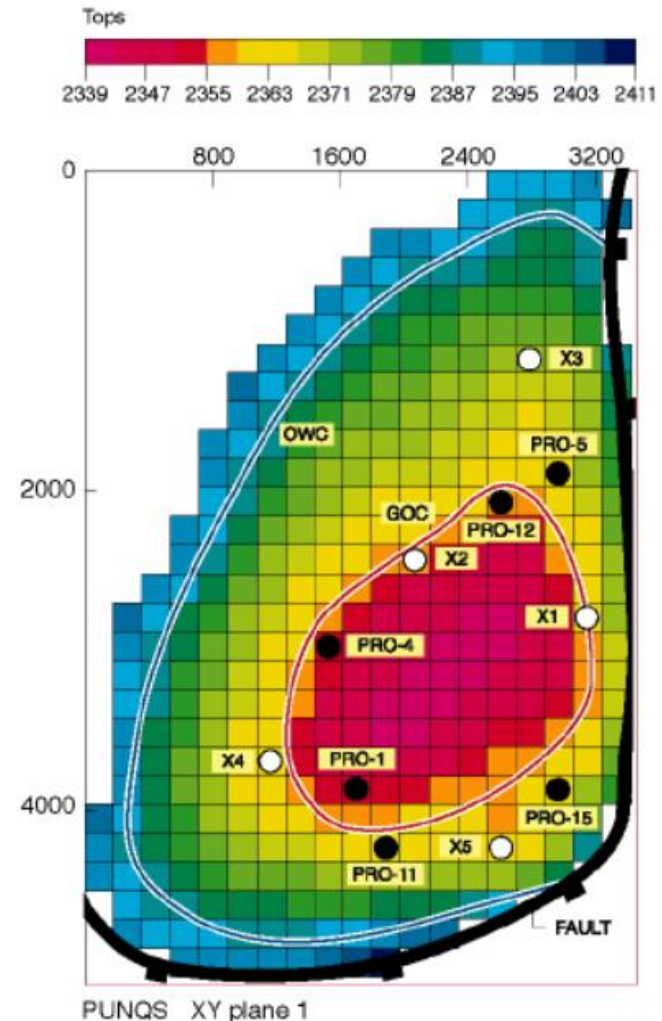 Tops
2339 2347 2355 2363 2371 2379 2387 2395 2403 2411
0 800 1600 2400 3200
X3
OWC
PRO-5
2000
GOC
PRO-12
X2
X1
PRO-4
X4
PRO-1
4000
PRO-15
X5
PRO-11
FAULT
PUNQS XY plane 1